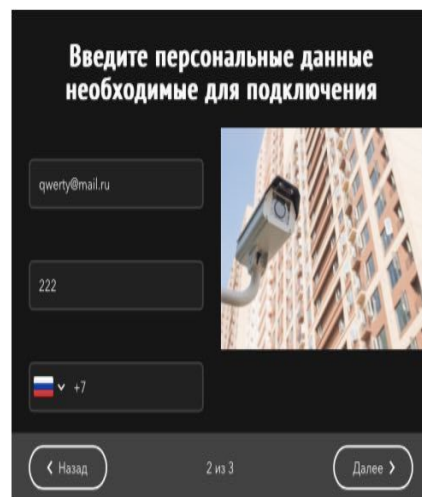 Введите персональные данные
необходимые для подключения
qwerty@mail.ru
222
+7
Назад
2 из 3
Далее